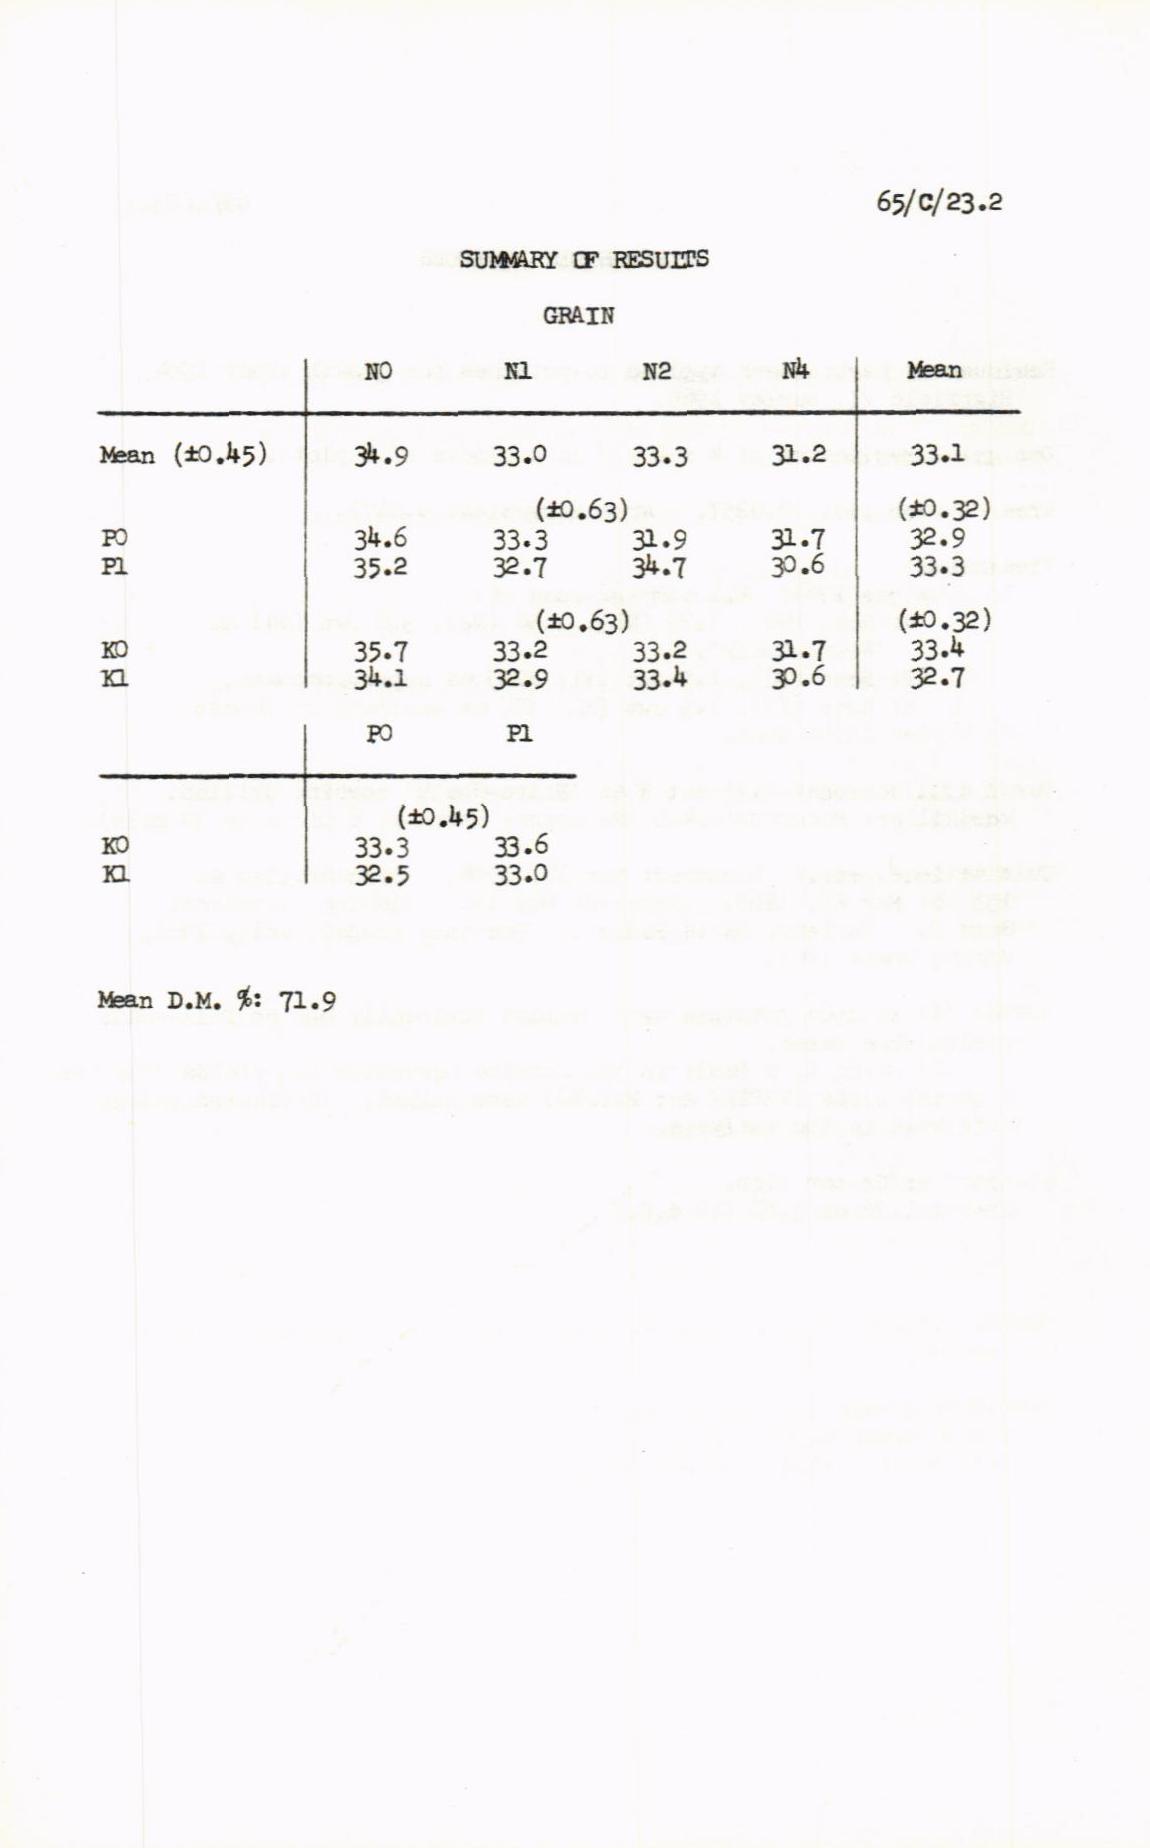 65/C/23.2
SUMMARY OF RESULTS
GRAIN
N0 N1 N2 N4 Mean
Mean (±0.45) 34.9 33.0 33.3 31.2 33.1
(±0.63) (±0.32)
P0 34.6 33.3 31.9 31.7 32.9
P1 35.2 32.7 34.7 30.6 33.3
(±0.63) (±0.32)
K0 35.7 33.2 33.2 31.7 33.4
K1 34.1 32.9 33.4 30.6 32.7
P0 P1
(±0.45)
K0 33.3 33.6
K1 32.5 33.0
Mean D.M. %: 71.9